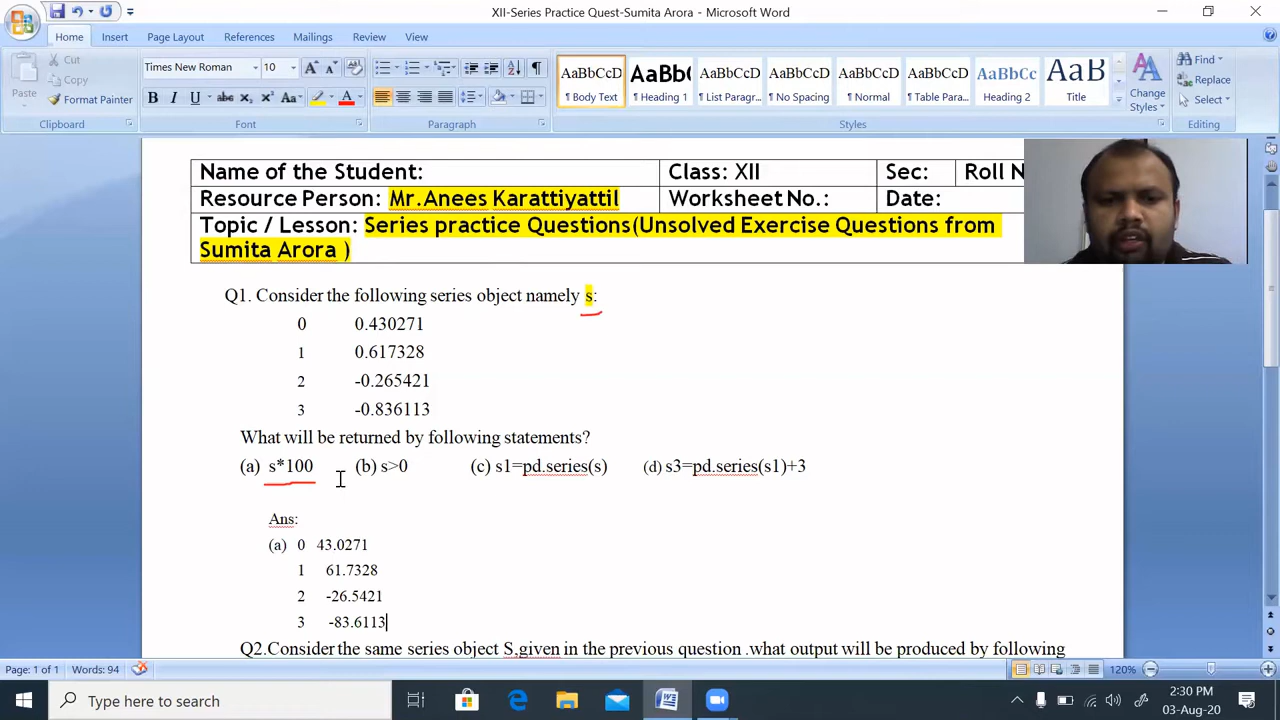 XII-Series Practice Quest-Sumita Arora - Microsoft Word
Home Insert Page Layout References Mailings Review View
Paste Cut Copy Format Painter
Times New Roman 10
B I U abe X₂ X² Aa A
AaBbCcD AaBb( AaBbCcD AaBbCcD AaBbCcD AaBbCcD AaBbCc AaB
¶ Body Text Heading 1 ¶ List Paragr... ¶ No Spacing ¶ Normal ¶ Table Para... Heading 2 Title
Change Styles
Find Replace Select
Clipboard Font Paragraph Styles Editing
Name of the Student: Class: XII Sec: Roll N
Resource Person: Mr.Anees Karattiyattil Worksheet No.: Date:
Topic / Lesson: Series practice Questions(Unsolved Exercise Questions from
Sumita Arora )
Q1. Consider the following series object namely s:
0 0.430271
1 0.617328
2 -0.265421
3 -0.836113
What will be returned by following statements?
(a) s*100 (b) s>0 (c) s1=pd.series(s) (d) s3=pd.series(s1)+3
Ans:
(a) 0 43.0271
1 61.7328
2 -26.5421
3 -83.6113
Q2.Consider the same series object S,given in the previous question .what output will be produced by following
Page: 1 of 1 Words: 94 120%
Type here to search
2:30 PM
03-Aug-20